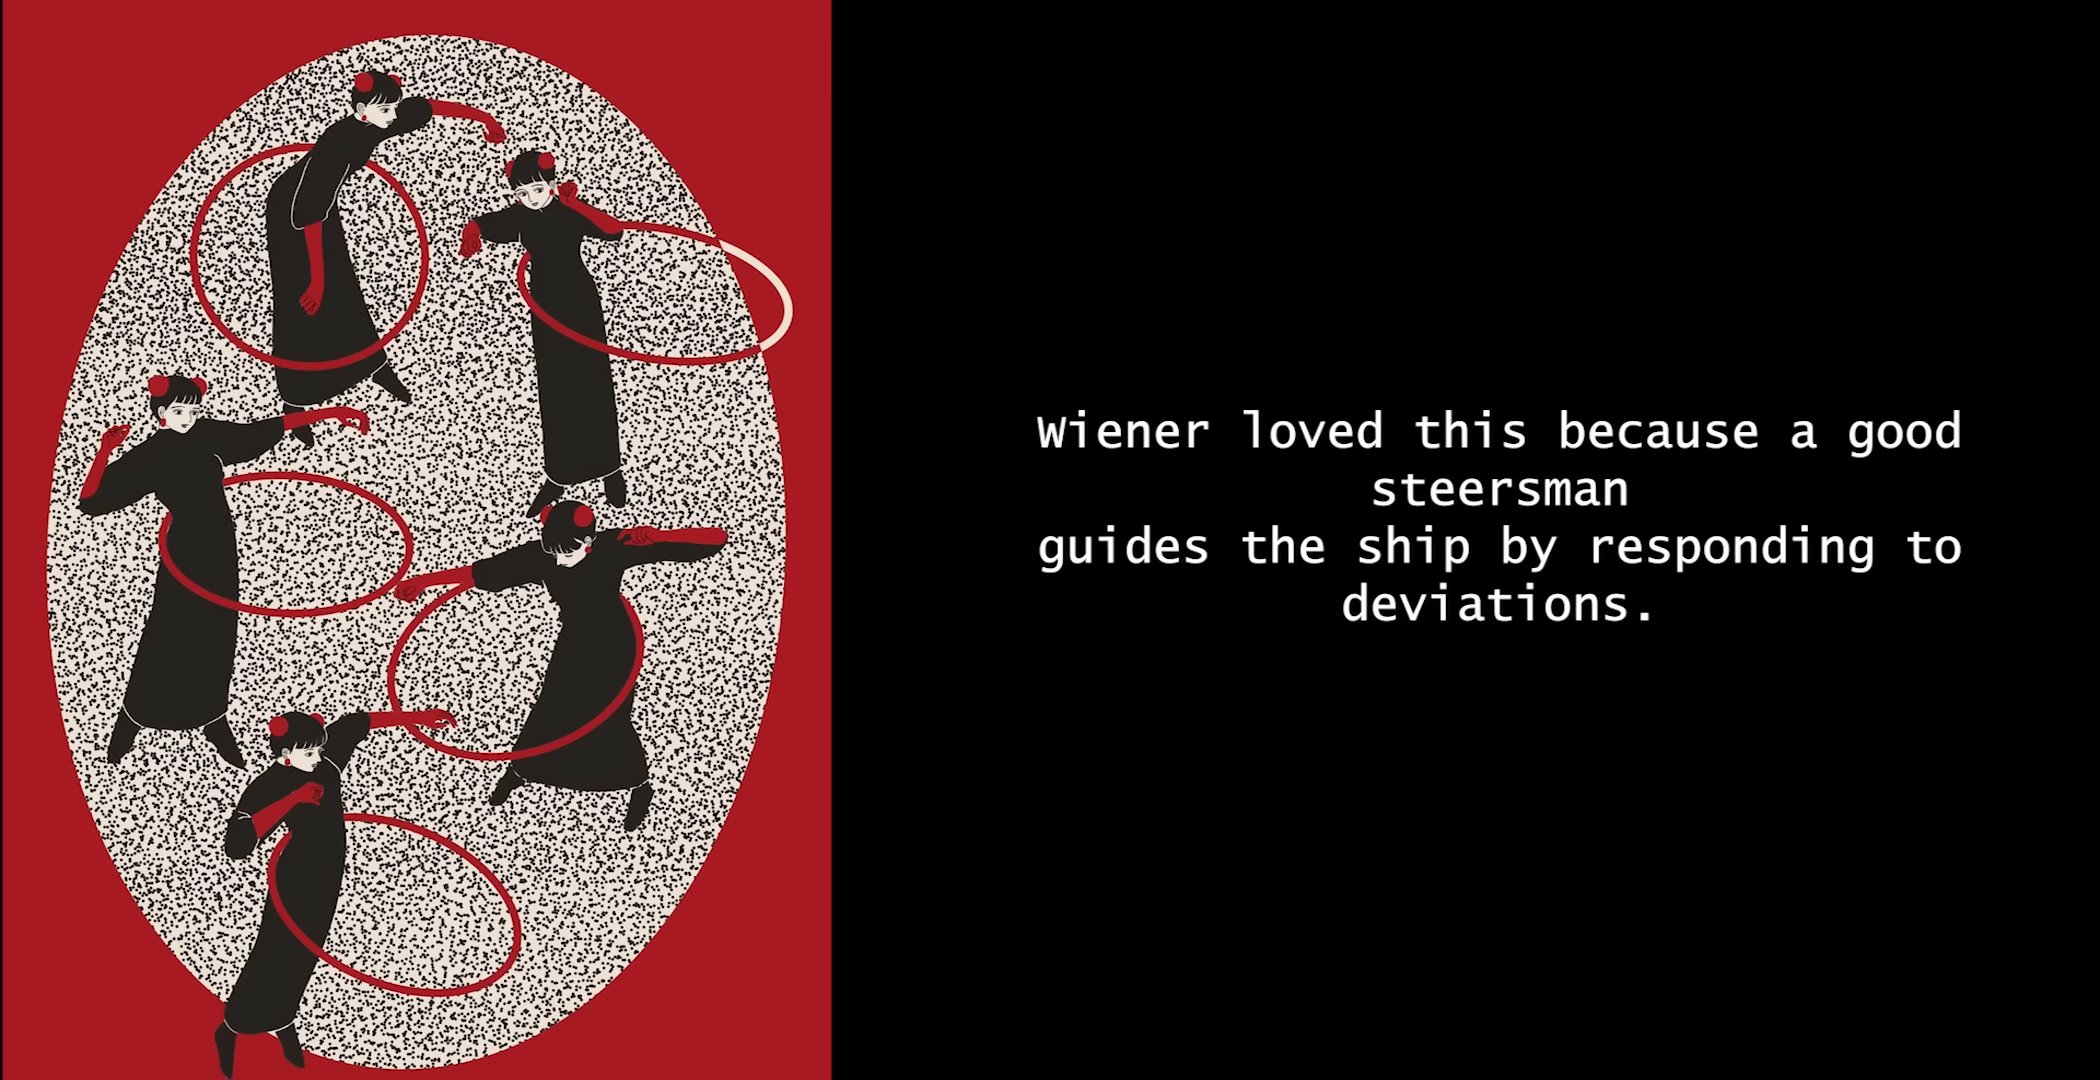 Wiener loved this because a good
steersman
guides the ship by responding to
deviations.